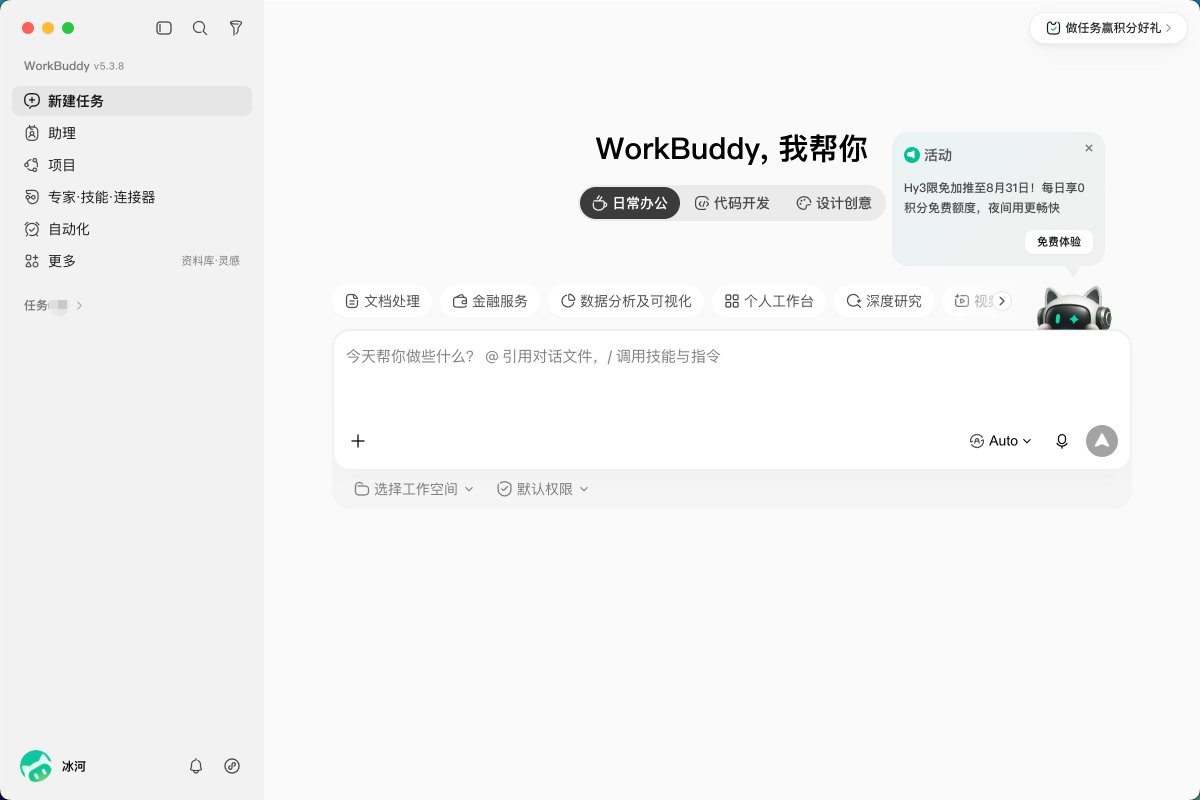 做任务赢积分好礼
WorkBuddy v5.3.8
新建任务
助理
项目
专家·技能·连接器
自动化
更多 资料库·灵感
任务
WorkBuddy, 我帮你
日常办公 代码开发 设计创意
活动
Hy3限免加推至8月31日！每日享0
积分免费额度，夜间用更畅快
免费体验
文档处理 金融服务 数据分析及可视化 个人工作台 深度研究
今天帮你做些什么？ @ 引用对话文件，/ 调用技能与指令
Auto
选择工作空间 默认权限
冰河